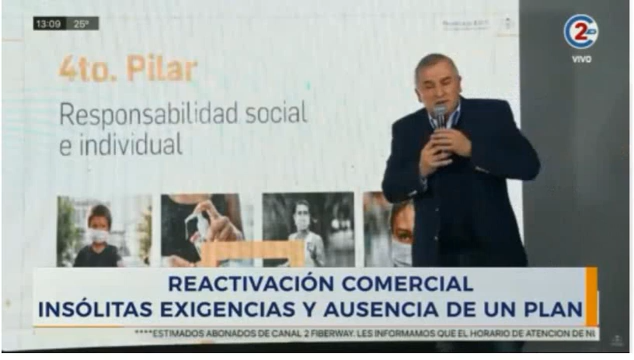 13:09 25°
2
VIVO
4to. Pilar
Responsabilidad social
e individual
REACTIVACIÓN COMERCIAL
INSÓLITAS EXIGENCIAS Y AUSENCIA DE UN PLAN
****ESTIMADOS ABONADOS DE CANAL 2 FIBERWAY. LES INFORMAMOS QUE EL HORARIO DE ATENCION DE NU